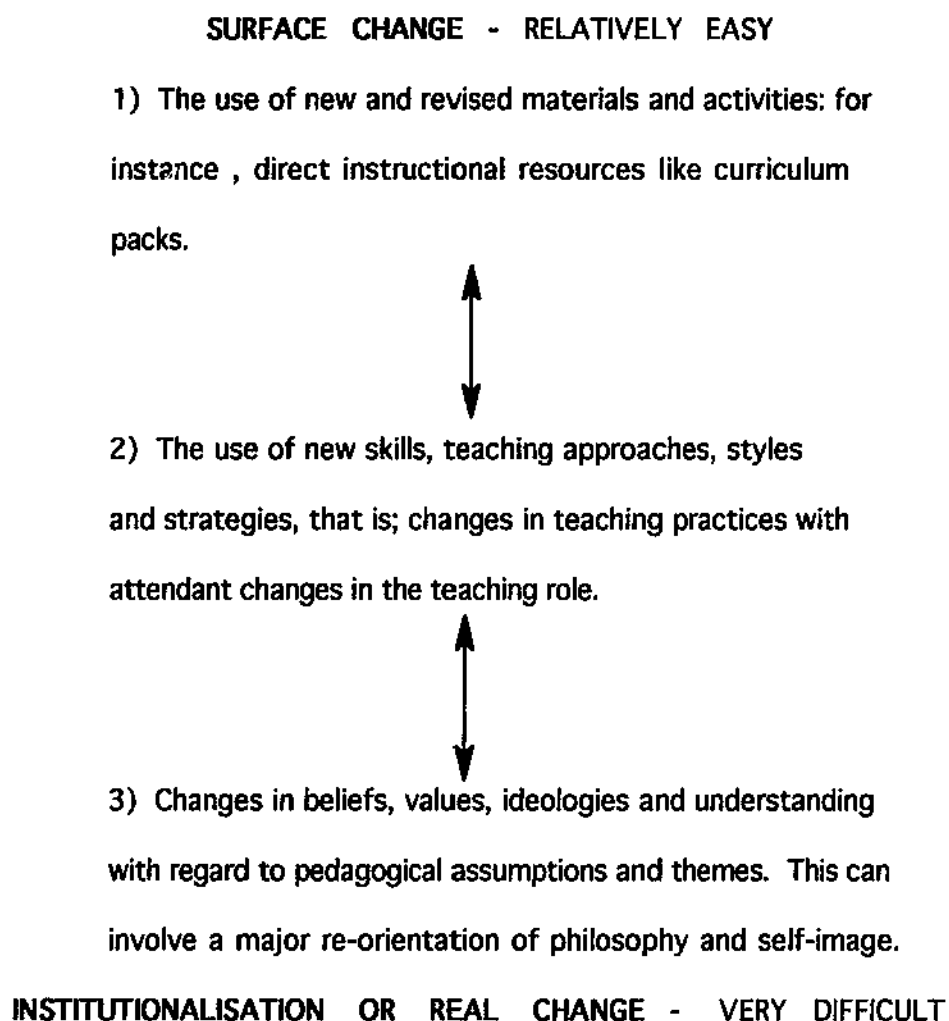 SURFACE CHANGE - RELATIVELY EASY
1) The use of new and revised materials and activities: for
instance , direct instructional resources like curriculum
packs.
2) The use of new skills, teaching approaches, styles
and strategies, that is; changes in teaching practices with
attendant changes in the teaching role.
3) Changes in beliefs, values, ideologies and understanding
with regard to pedagogical assumptions and themes. This can
involve a major re-orientation of philosophy and self-image.
INSTITUTIONALISATION OR REAL CHANGE - VERY DIFFICULT